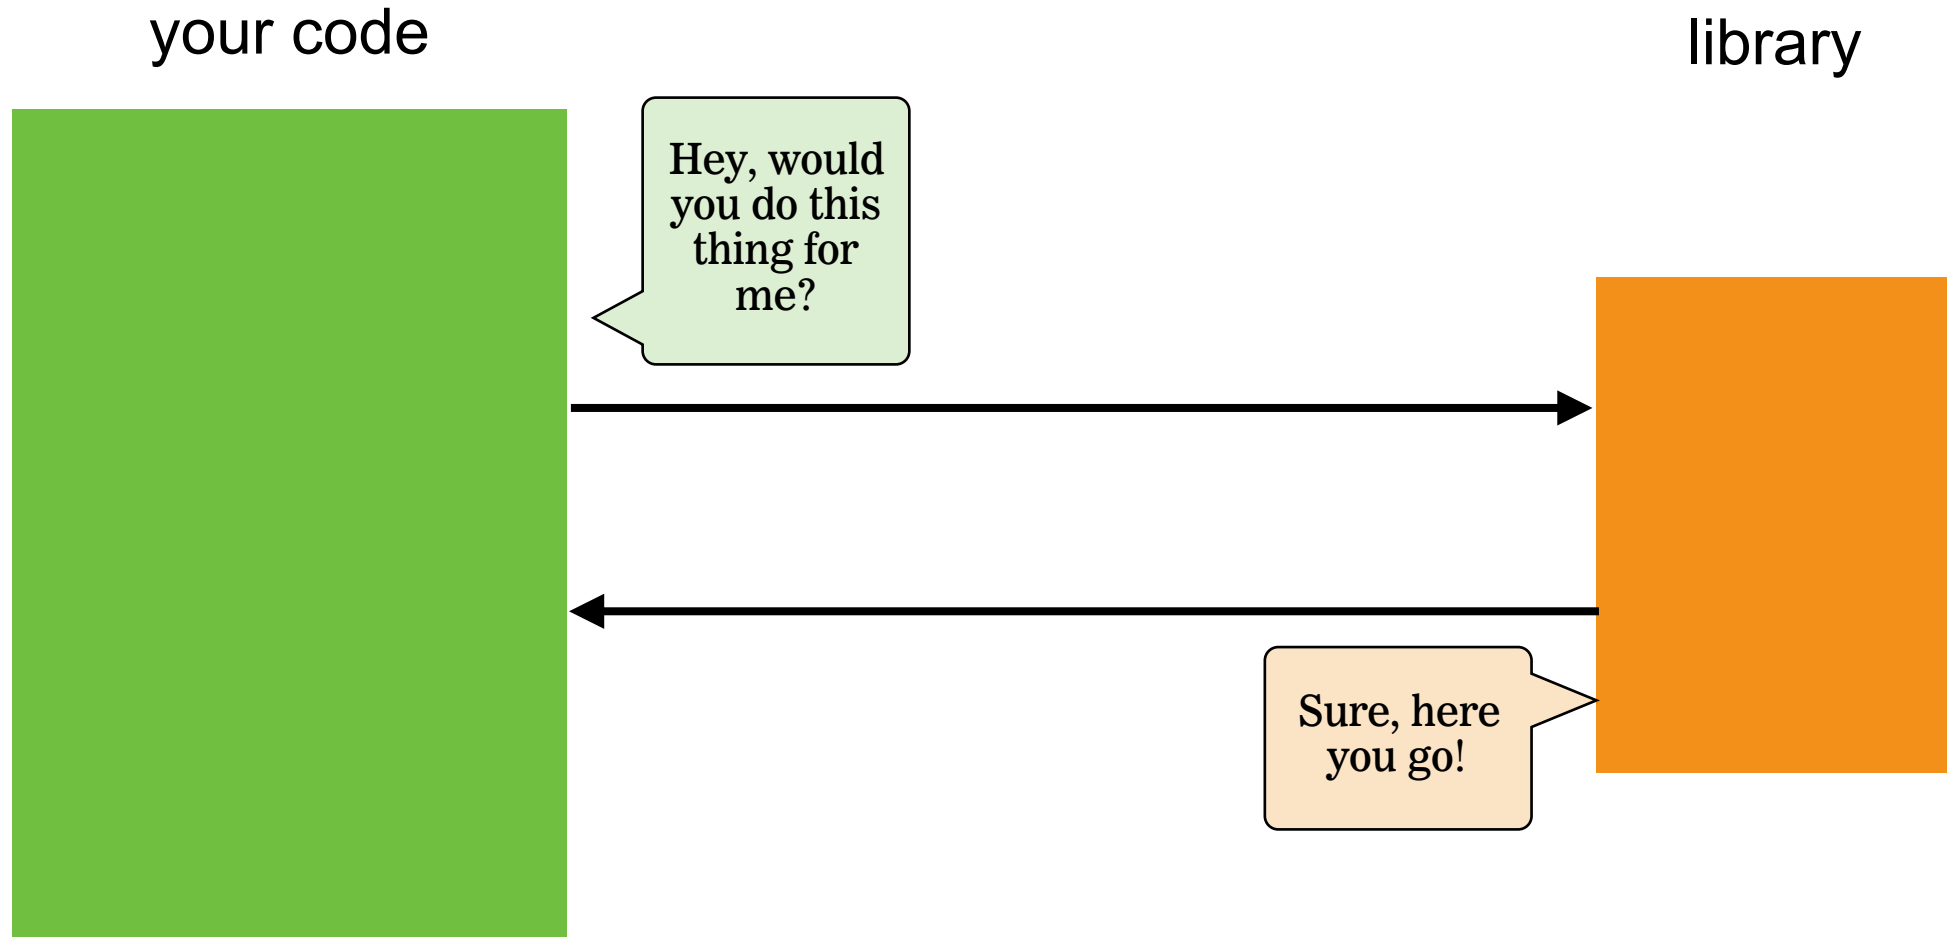 your code
library
Hey, would
you do this
thing for
me?
Sure, here
you go!